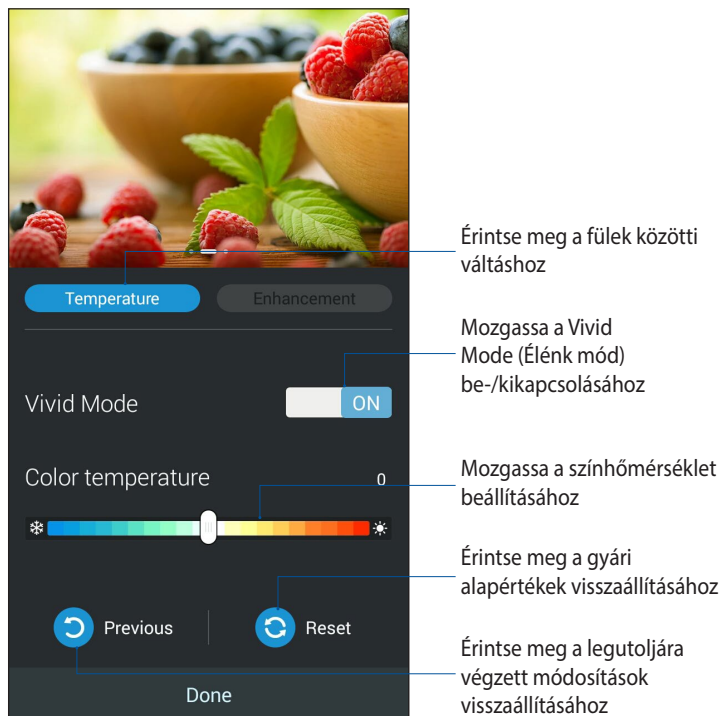 Érintse meg a fülek közötti
váltáshoz
Temperature
Enhancement
Mozgassa a Vivid
Mode (Élénk mód)
be-/kikapcsolásához
Vivid Mode
ON
Color temperature
0
Mozgassa a színhőmérséklet
beállításához
Érintse meg a gyári
alapértékek visszaállításához
Previous
Reset
Érintse meg a legutoljára
végzett módosítások
visszaállításához
Done